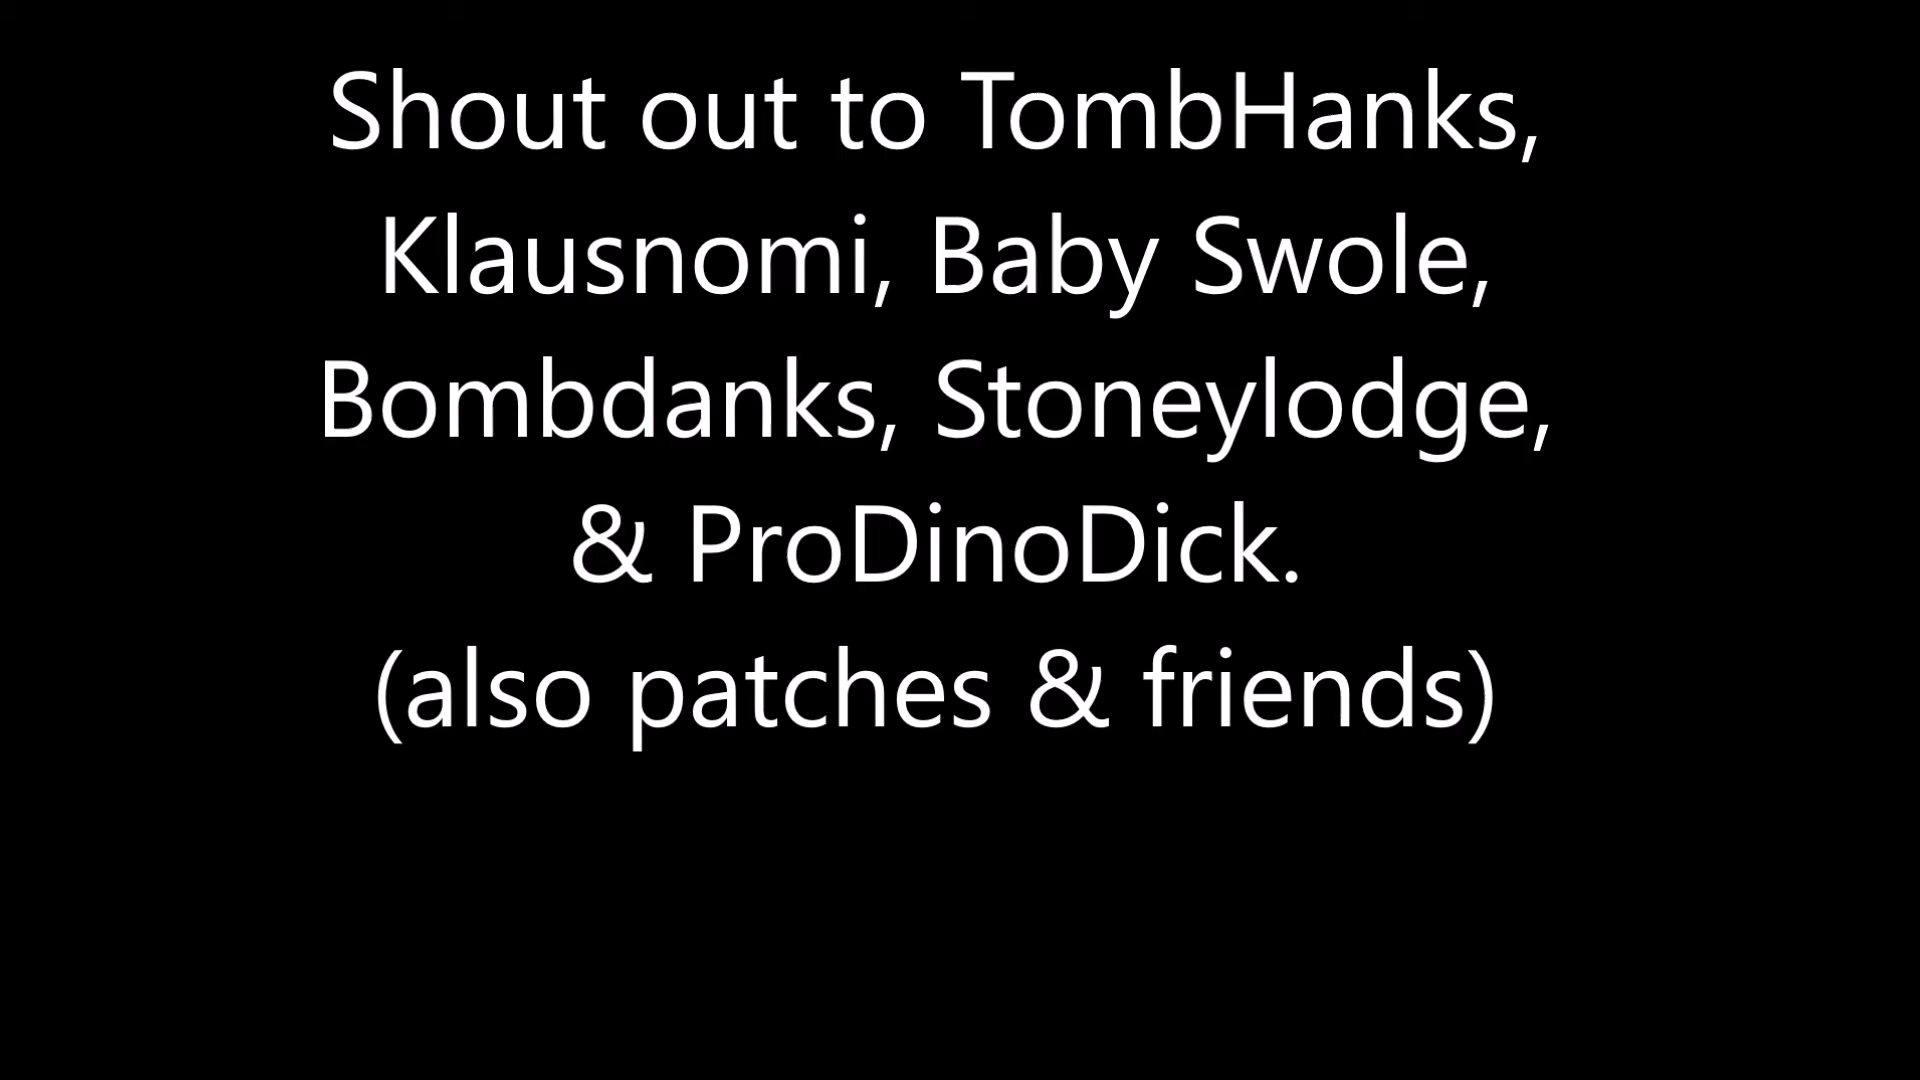 Shout out to TombHanks,
Klausnomi, Baby Swole,
Bombdanks, Stoneylodge,
& ProDinoDick.
(also patches & friends)